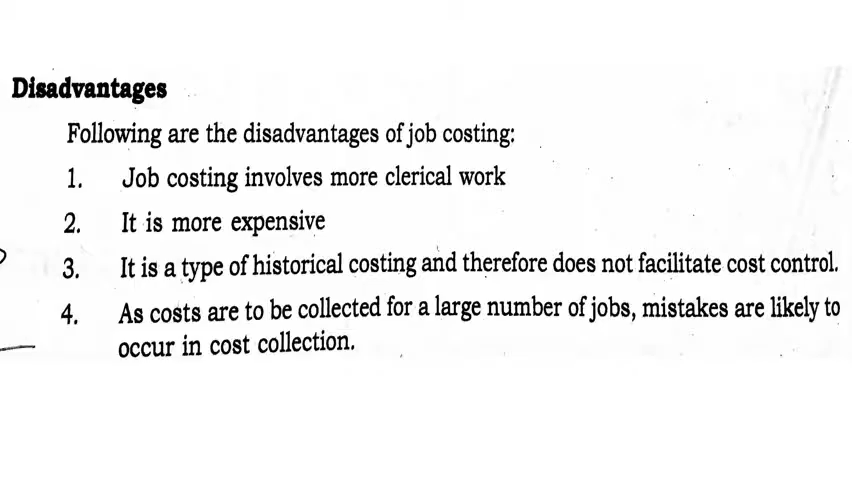 Disadvantages
Following are the disadvantages of job costing:
1. Job costing involves more clerical work
2. It is more expensive
3. It is a type of historical costing and therefore does not facilitate cost control.
4. As costs are to be collected for a large number of jobs, mistakes are likely to
occur in cost collection.